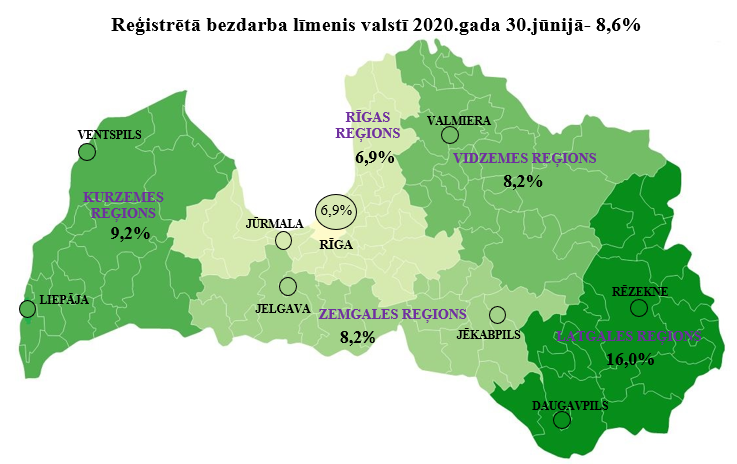 Reģistrētā bezdarba līmenis valstī 2020.gada 30.jūnijā- 8,6%
VENTSPILS
RĪGAS
REĢIONS
6,9%
VALMIERA
VIDZEMES REĢIONS
8,2%
KURZEMES
REĢIONS
9,2%
6,9%
JŪRMALA
RĪGA
LIEPĀJA
JELGAVA
ZEMGALES REĢIONS
8,2%
JĒKABPILS
RĒZEKNE
LATGALES REĢIONS
16,0%
DAUGAVPILS